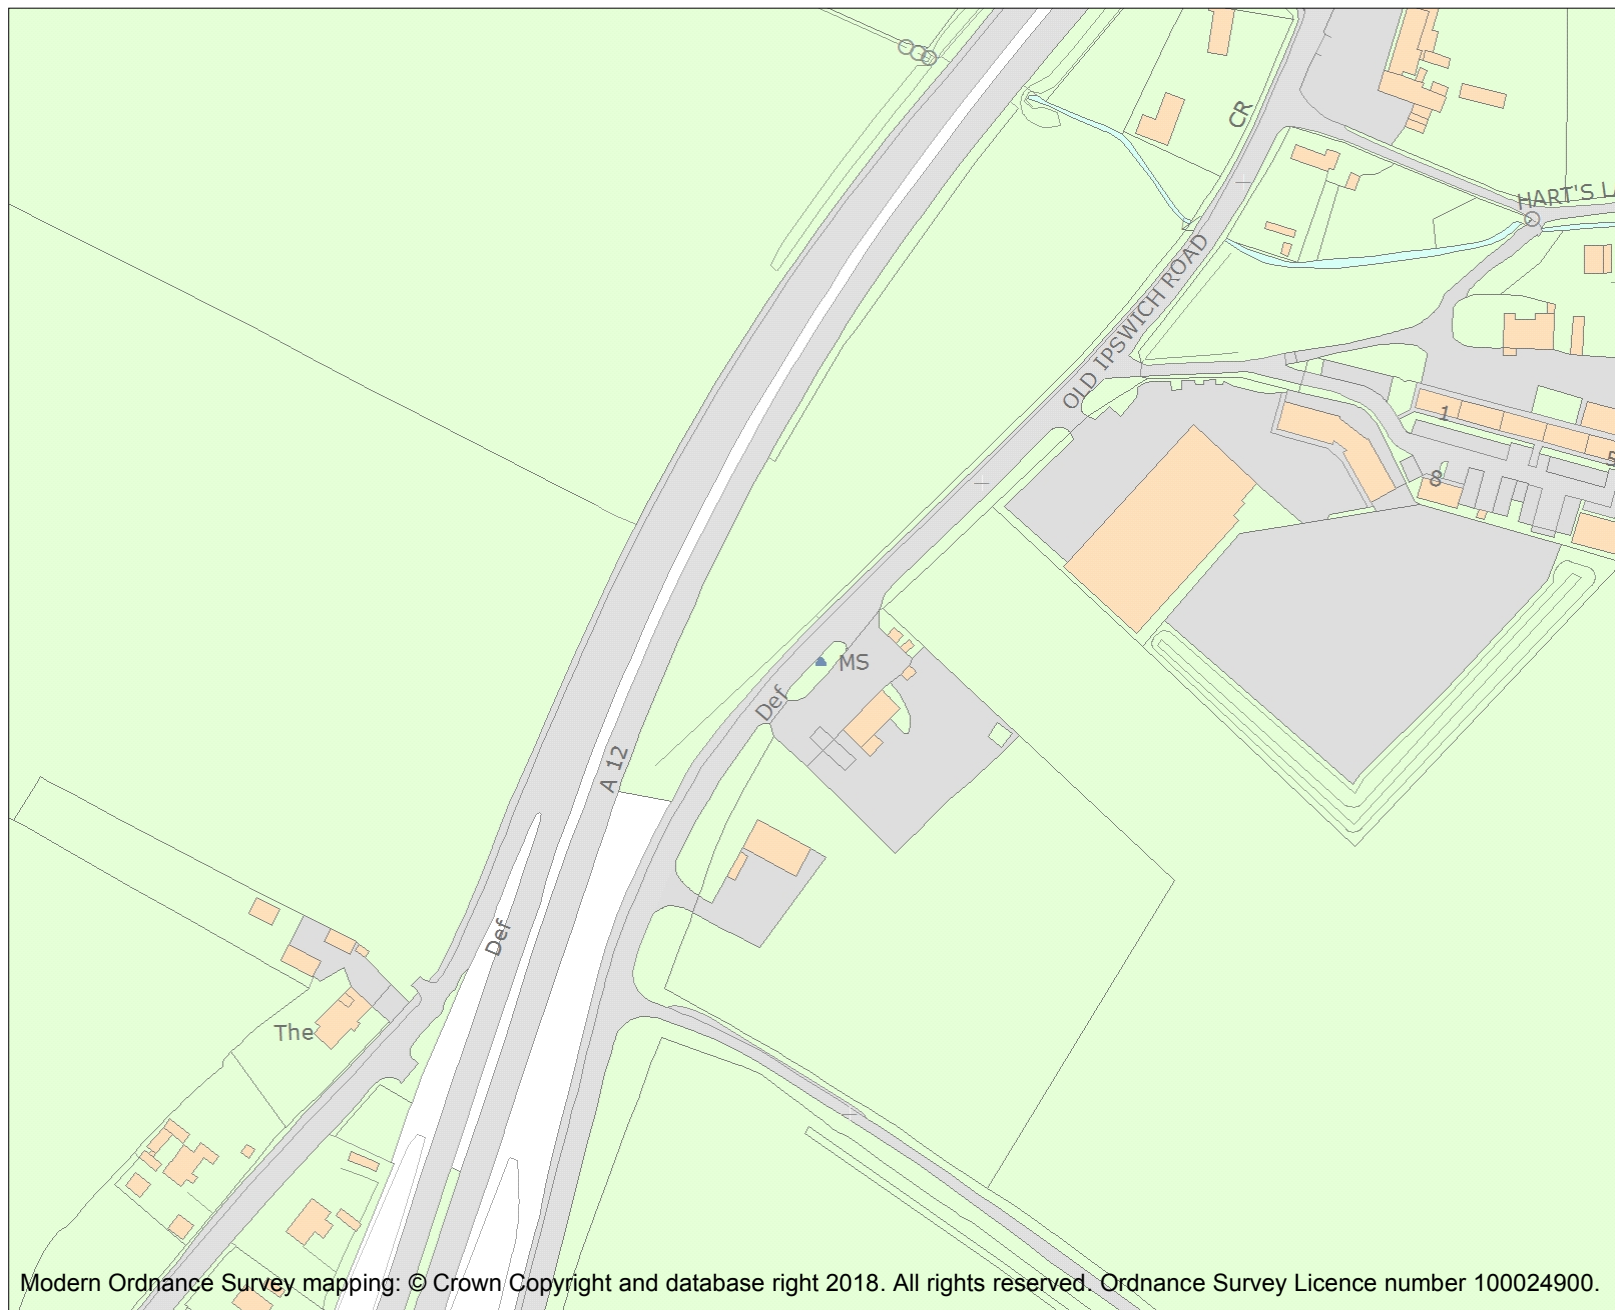 CR
HART'S LA
OLD IPSWICH ROAD
1
5
8
MS
Def
A 12
Def
The
Modern Ordnance Survey mapping: © Crown Copyright and database right 2018. All rights reserved. Ordnance Survey Licence number 100024900.